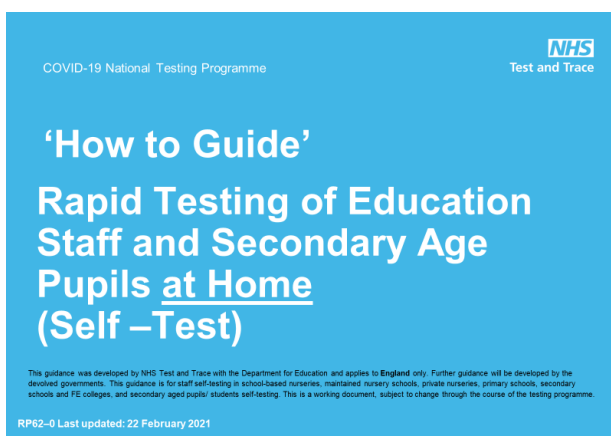 COVID-19 National Testing Programme
NHS
Test and Trace
‘How to Guide’
Rapid Testing of Education
Staff and Secondary Age
Pupils at Home
(Self –Test)
This guidance was developed by NHS Test and Trace with the Department for Education and applies to England only. Further guidance will be developed by the
devolved governments. This guidance is for staff self-testing in school-based nurseries, maintained nursery schools, private nurseries, primary schools, secondary
schools and FE colleges, and secondary aged pupils/ students self-testing. This is a working document, subject to change through the course of the testing programme.
RP62–0 Last updated: 22 February 2021